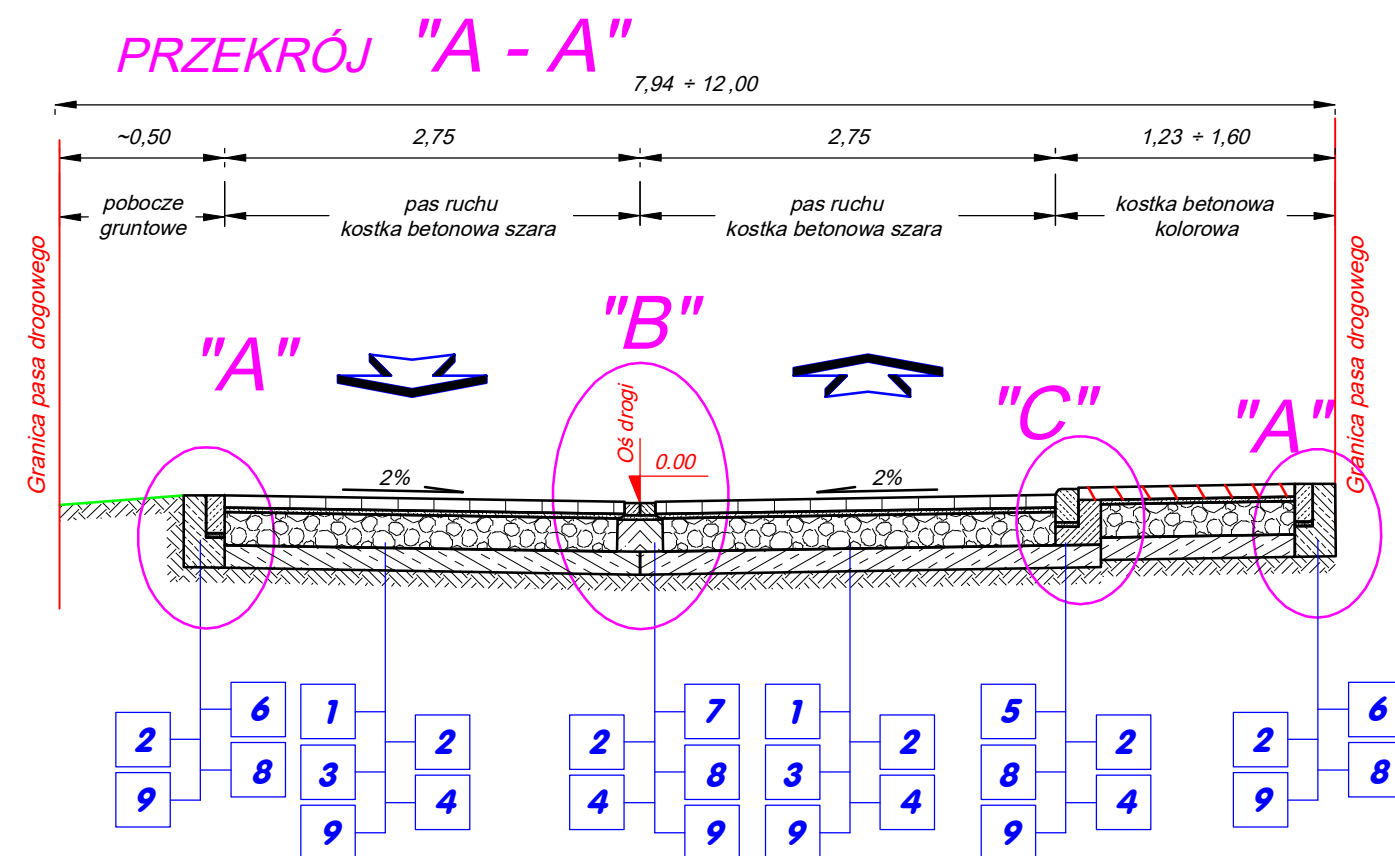 PRZEKRÓJ "A - A"
7,94 ÷ 12,00
~0,50 2,75 2,75 1,23 ÷ 1,60
pobocze
gruntowe
pas ruchu
kostka betonowa szara
pas ruchu
kostka betonowa szara
kostka betonowa
kolorowa
Granica pasa drogowego
"A"
"B"
Oś drogi
0.00
"C"
"A"
Granica pasa drogowego
2%
2%
6
2
8
9
1
2
3
4
9
7
2
8
4
9
1
2
3
4
9
5
2
8
4
9
6
2
8
9